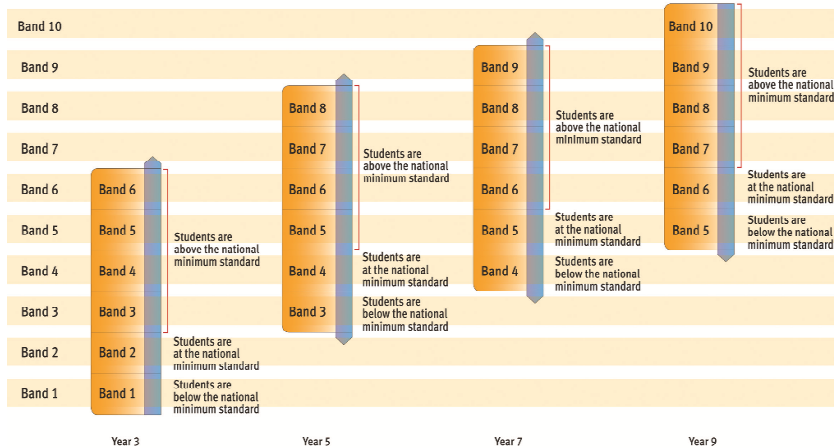 Band 10
Band 9
Band 8
Band 7
Band 6
Band 5
Band 4
Band 3
Band 2
Band 1
Band 6
Band 5
Band 4
Band 3
Band 2
Band 1
Students are
above the national
minimum standard
Students are
at the national
minimum standard
Students are
below the national
minimum standard
Year 3
Band 8
Band 7
Band 6
Band 5
Band 4
Band 3
Students are
above the national
minimum standard
Students are
at the national
minimum standard
Students are
below the national
minimum standard
Year 5
Band 9
Band 8
Band 7
Band 6
Band 5
Band 4
Students are
above the national
minimum standard
Students are
at the national
minimum standard
Students are
below the national
minimum standard
Year 7
Band 10
Band 9
Band 8
Band 7
Band 6
Band 5
Students are
above the national
minimum standard
Students are
at the national
minimum standard
Students are
below the national
minimum standard
Year 9